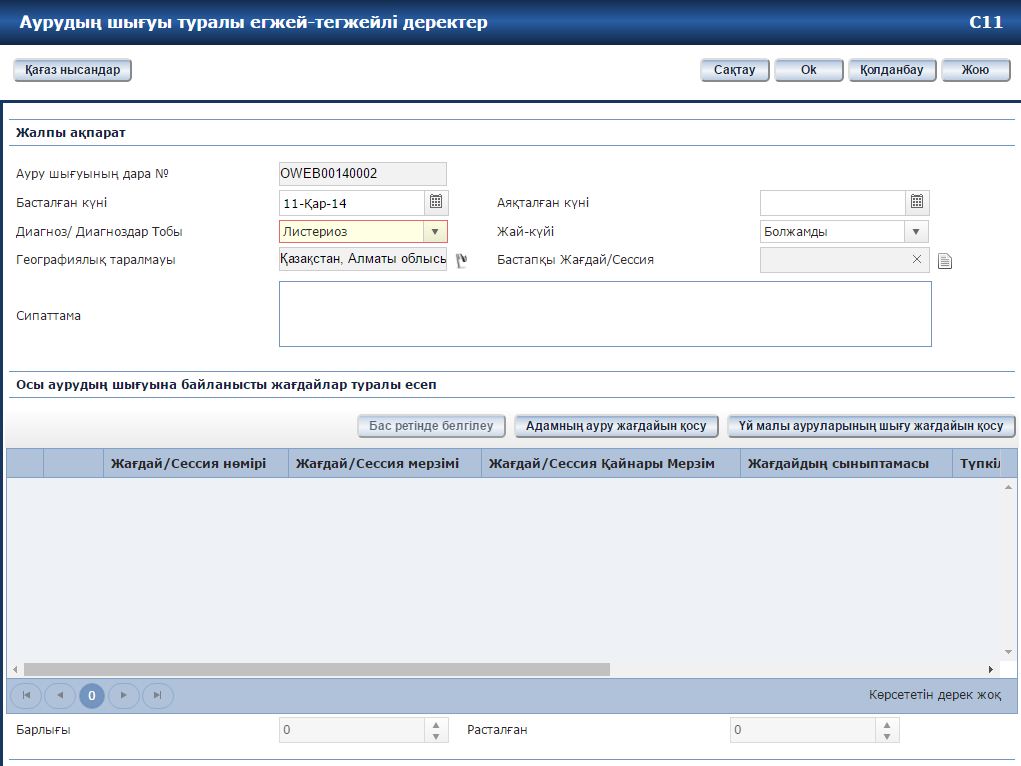 Аурудың шығуы туралы егжей-тегжейлі деректер C11
Қағаз нысандар Сақтау Ok Қолданбау Жою
Жалпы ақпарат
Ауру шығуының дара № OWEB00140002
Басталған күні 11-Қар-14 Аяқталған күні
Диагноз/ Диагноздар Тобы Листериоз Жай-күйі Болжамды
Географиялық таралмауы Қазақстан, Алматы облысы Бастапқы Жағдай/Сессия
Сипаттама
Осы аурудың шығуына байланысты жағдайлар туралы есеп
Бас ретінде белгілеу Адамның ауру жағдайын қосу Үй малы ауруларының шығу жағдайын қосу
Жағдай/Сессия нөмірі Жағдай/Сессия мерзімі Жағдай/Сессия Қайнары Мерзім Жағдайдың сыныптамасы
0 Көрсететін дерек жоқ
Барлығы 0 Расталған 0